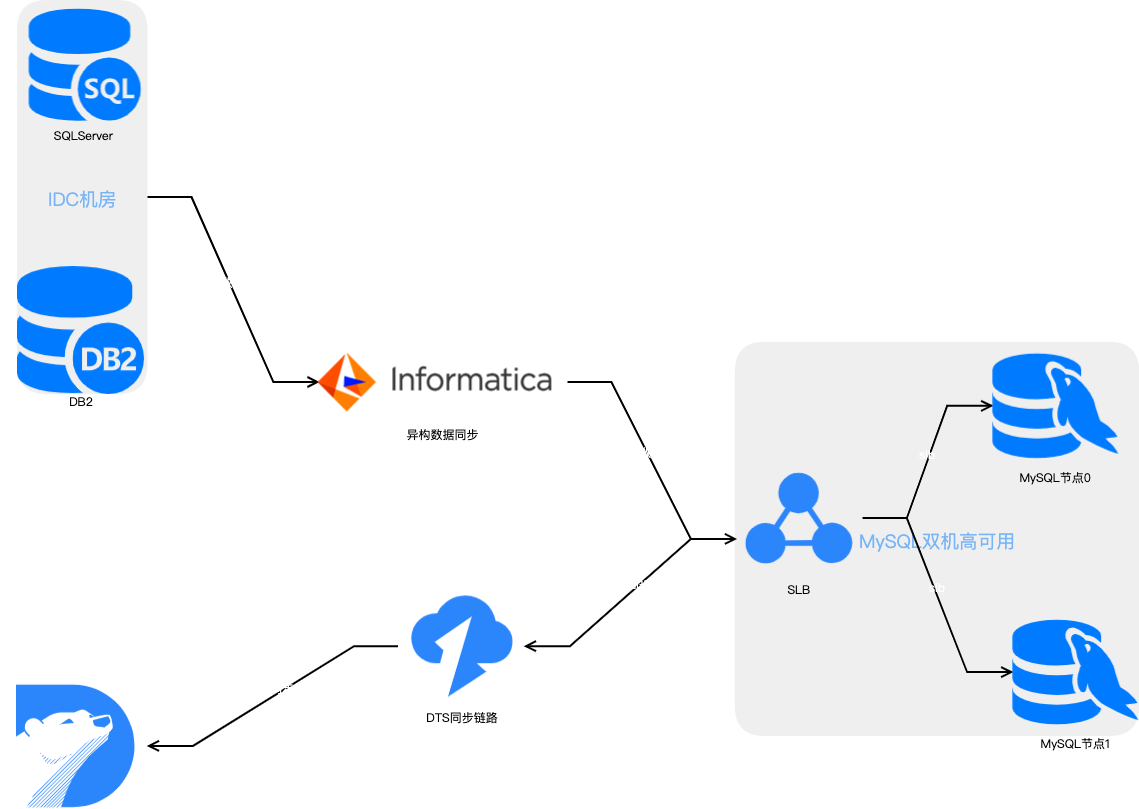 SQL
SQLServer
IDC机房
DB2
DB2
Informatica
异构数据同步
MySQL节点0
MySQL双机高可用
SLB
DTS同步链路
MySQL节点1